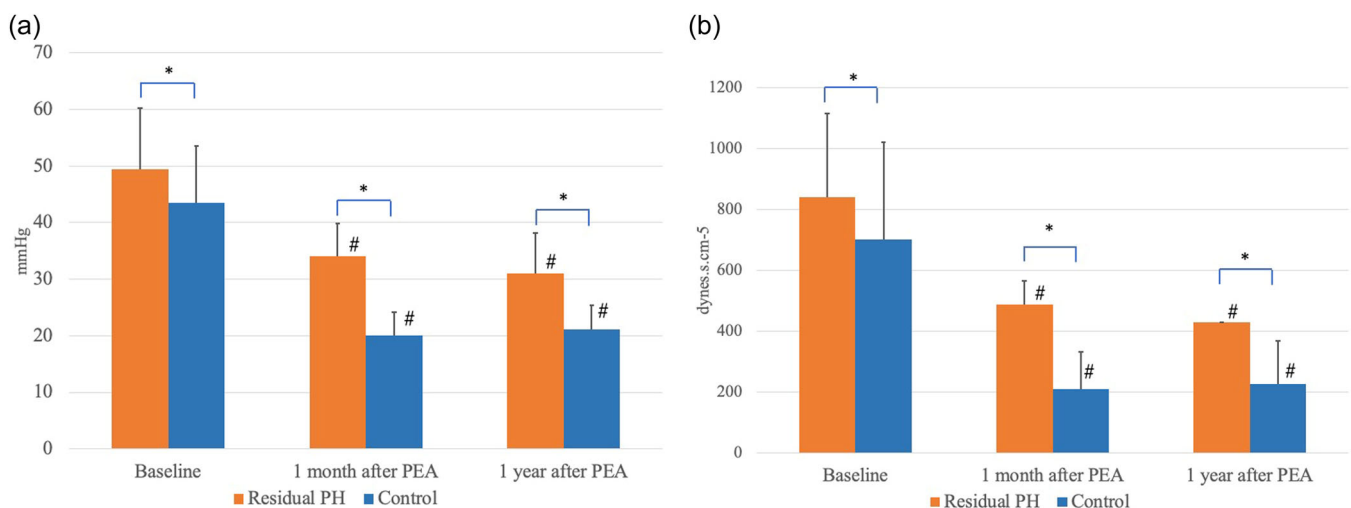 (a)
70
60
50
40
30
20
10
0
mmHg
*
*
*
#
#
#
#
Baseline
1 month after PEA
1 year after PEA
Residual PH
Control
(b)
1200
1000
800
600
400
200
0
dynes.s.cm-5
*
*
*
#
#
#
#
Baseline
1 month after PEA
1 year after PEA
Residual PH
Control